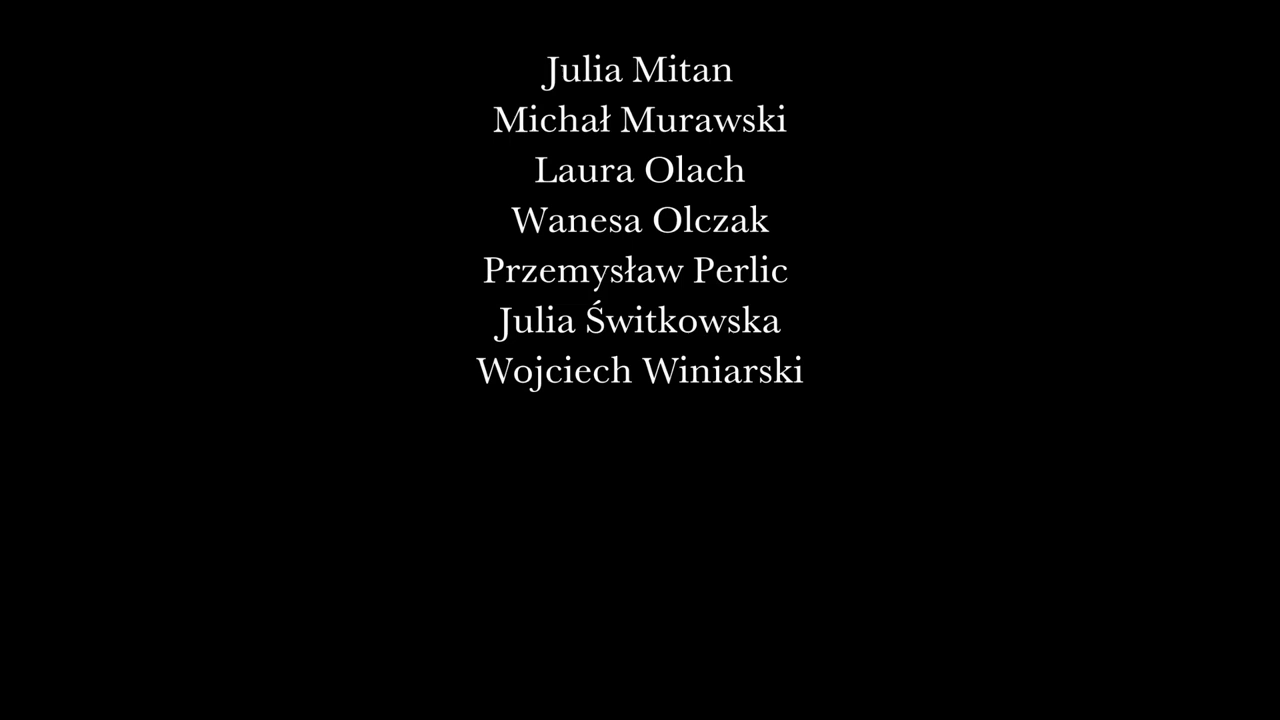 Julia Mitan
Michał Murawski
Laura Olach
Wanesa Olczak
Przemysław Perlic
Julia Świtkowska
Wojciech Winiarski